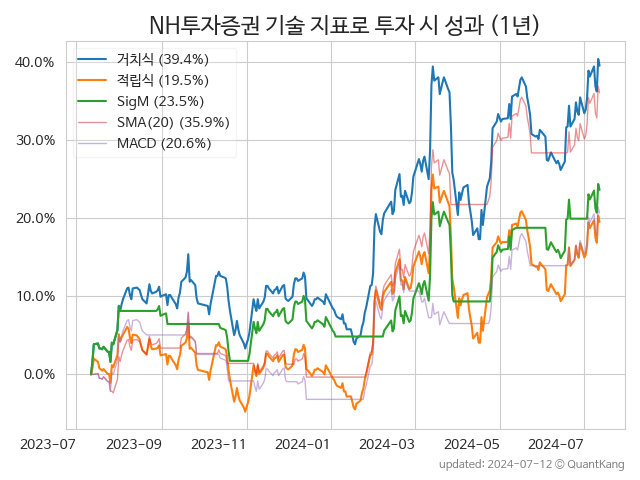 NH투자증권 기술 지표로 투자 시 성과 (1년)
거치식 (39.4%)
적립식 (19.5%)
SigM (23.5%)
SMA(20) (35.9%)
MACD (20.6%)
40.0%
30.0%
20.0%
10.0%
0.0%
2023-07 2023-09 2023-11 2024-01 2024-03 2024-05 2024-07
updated: 2024-07-12 © QuantKang